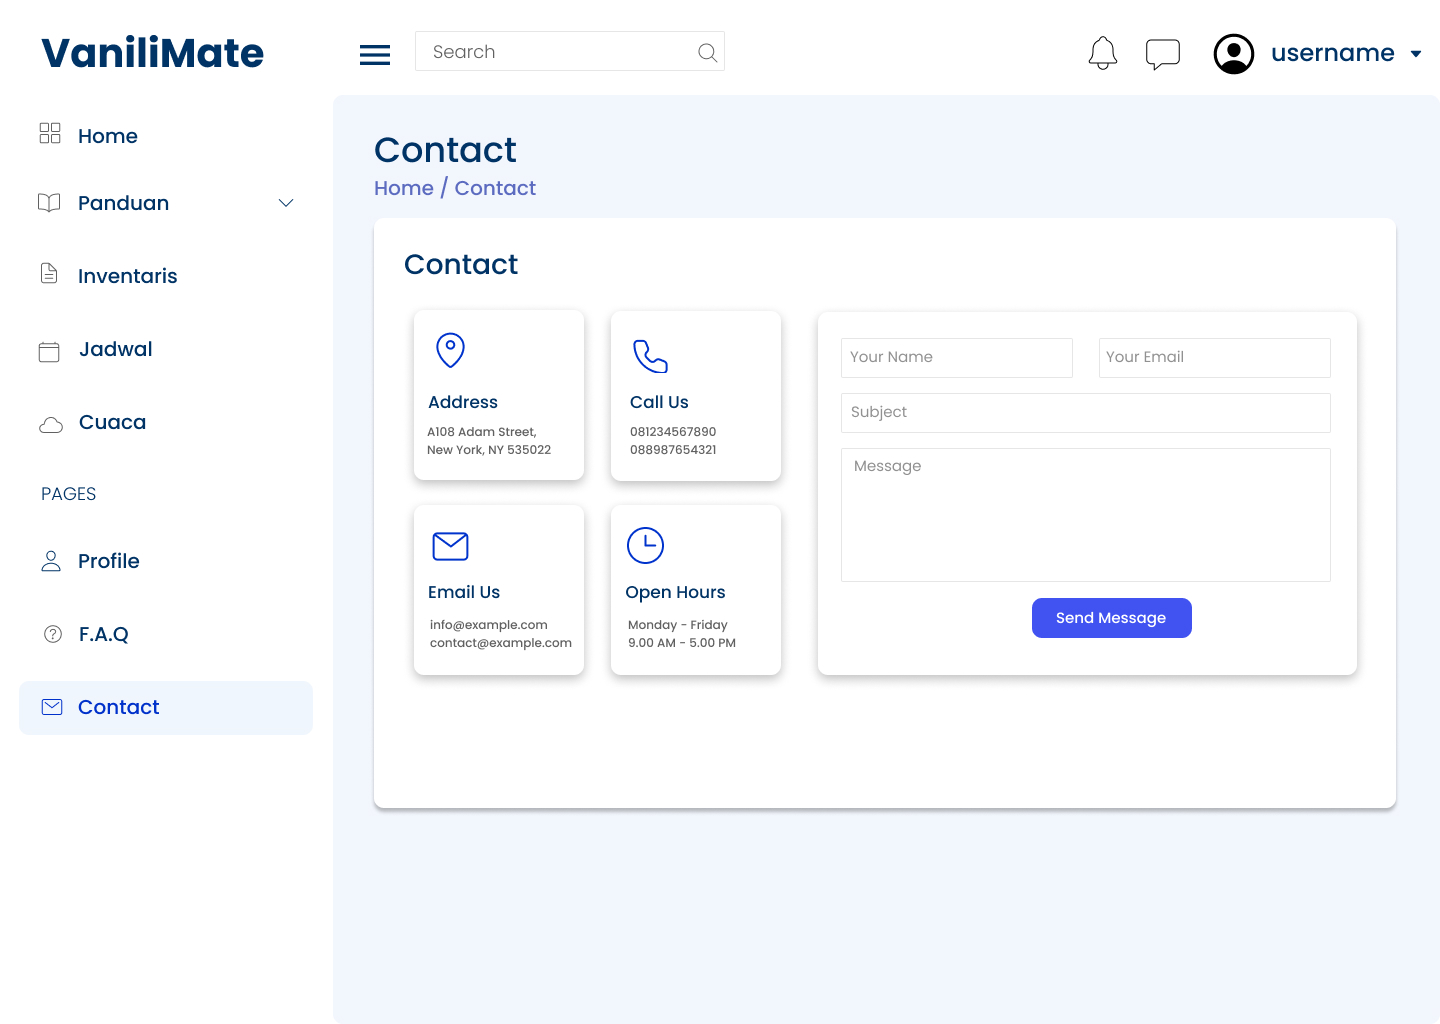 VaniliMate
Search
username
Home
Panduan
Inventaris
Jadwal
Cuaca
PAGES
Profile
F.A.Q
Contact
Contact
Home / Contact
Contact
Address
A108 Adam Street,
New York, NY 535022
Call Us
081234567890
088987654321
Email Us
info@example.com
contact@example.com
Open Hours
Monday - Friday
9.00 AM - 5.00 PM
Your Name
Your Email
Subject
Message
Send Message